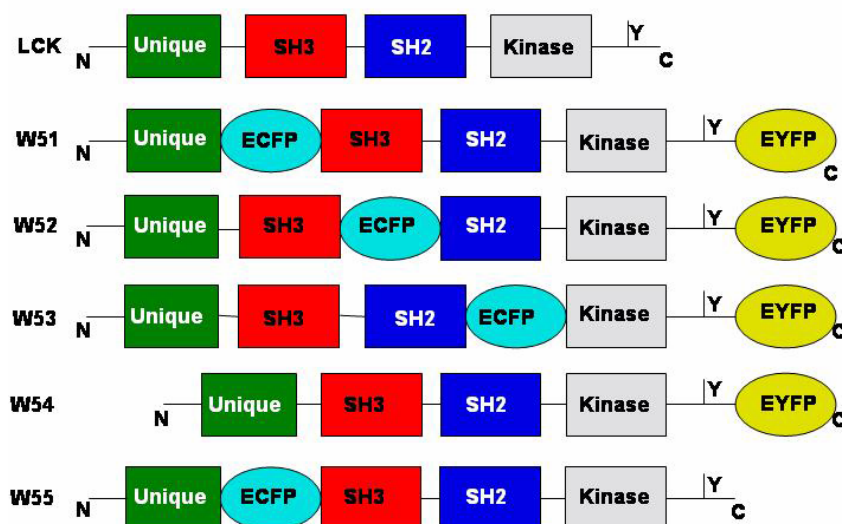 LCK N Unique SH3 SH2 Kinase Y C
W51 N Unique ECFP SH3 SH2 Kinase Y EYFP C
W52 N Unique SH3 ECFP SH2 Kinase Y EYFP C
W53 N Unique SH3 SH2 ECFP Kinase Y EYFP C
W54 N Unique SH3 SH2 Kinase Y EYFP C
W55 N Unique ECFP SH3 SH2 Kinase Y C